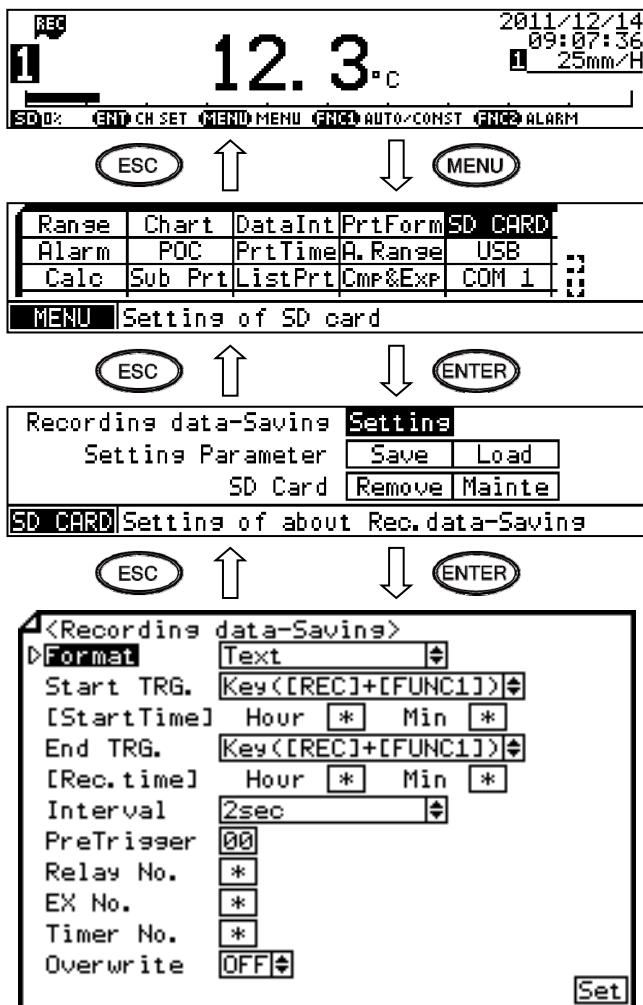 REC
2011/12/14
09:07:36
1 12.3°C 1 25mm/H
SD 0% ENT CH SET MENU MENU FNC1 AUTO/CONST FNC2 ALARM
ESC MENU
Range Chart DataInt PrtForm SD CARD
Alarm POC PrtTime A.Range USB
Calc Sub Prt ListPrt Cmp&Exp COM 1
MENU Setting of SD card
ESC ENTER
Recording data-Saving Setting
Setting Parameter Save Load
SD Card Remove Mainte
SD CARD Setting of about Rec.data-Saving
ESC ENTER
<Recording data-Saving>
Format Text
Start TRG. Key([REC]+[FUNC1])
[StartTime] Hour * Min *
End TRG. Key([REC]+[FUNC1])
[Rec.time] Hour * Min *
Interval 2sec
PreTrigger 00
Relay No. *
EX No. *
Timer No. *
Overwrite OFF
Set